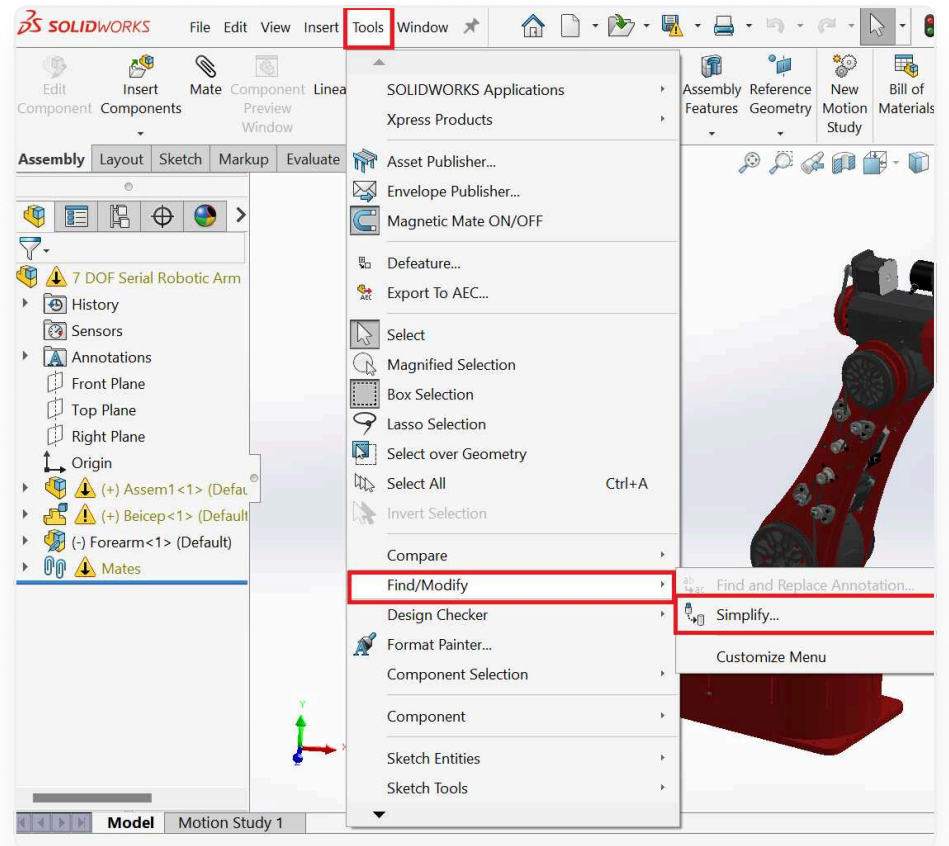 SOLIDWORKS File Edit View Insert Tools Window
Edit Component
Insert Components
Mate
Component Preview Window
Linea
Assembly Features
Reference Geometry
New Motion Study
Bill of Materials
Assembly Layout Sketch Markup Evaluate
7 DOF Serial Robotic Arm
History
Sensors
Annotations
Front Plane
Top Plane
Right Plane
Origin
(+) Assem1<1> (Defau
(+) Beicep<1> (Default
(-) Forearm<1> (Default)
Mates
SOLIDWORKS Applications
Xpress Products
Asset Publisher...
Envelope Publisher...
Magnetic Mate ON/OFF
Defeature...
Export To AEC...
Select
Magnified Selection
Box Selection
Lasso Selection
Select over Geometry
Select All Ctrl+A
Invert Selection
Compare
Find/Modify
Design Checker
Format Painter...
Component Selection
Component
Sketch Entities
Sketch Tools
Find and Replace Annotation...
Simplify...
Customize Menu
Y
X
Model Motion Study 1